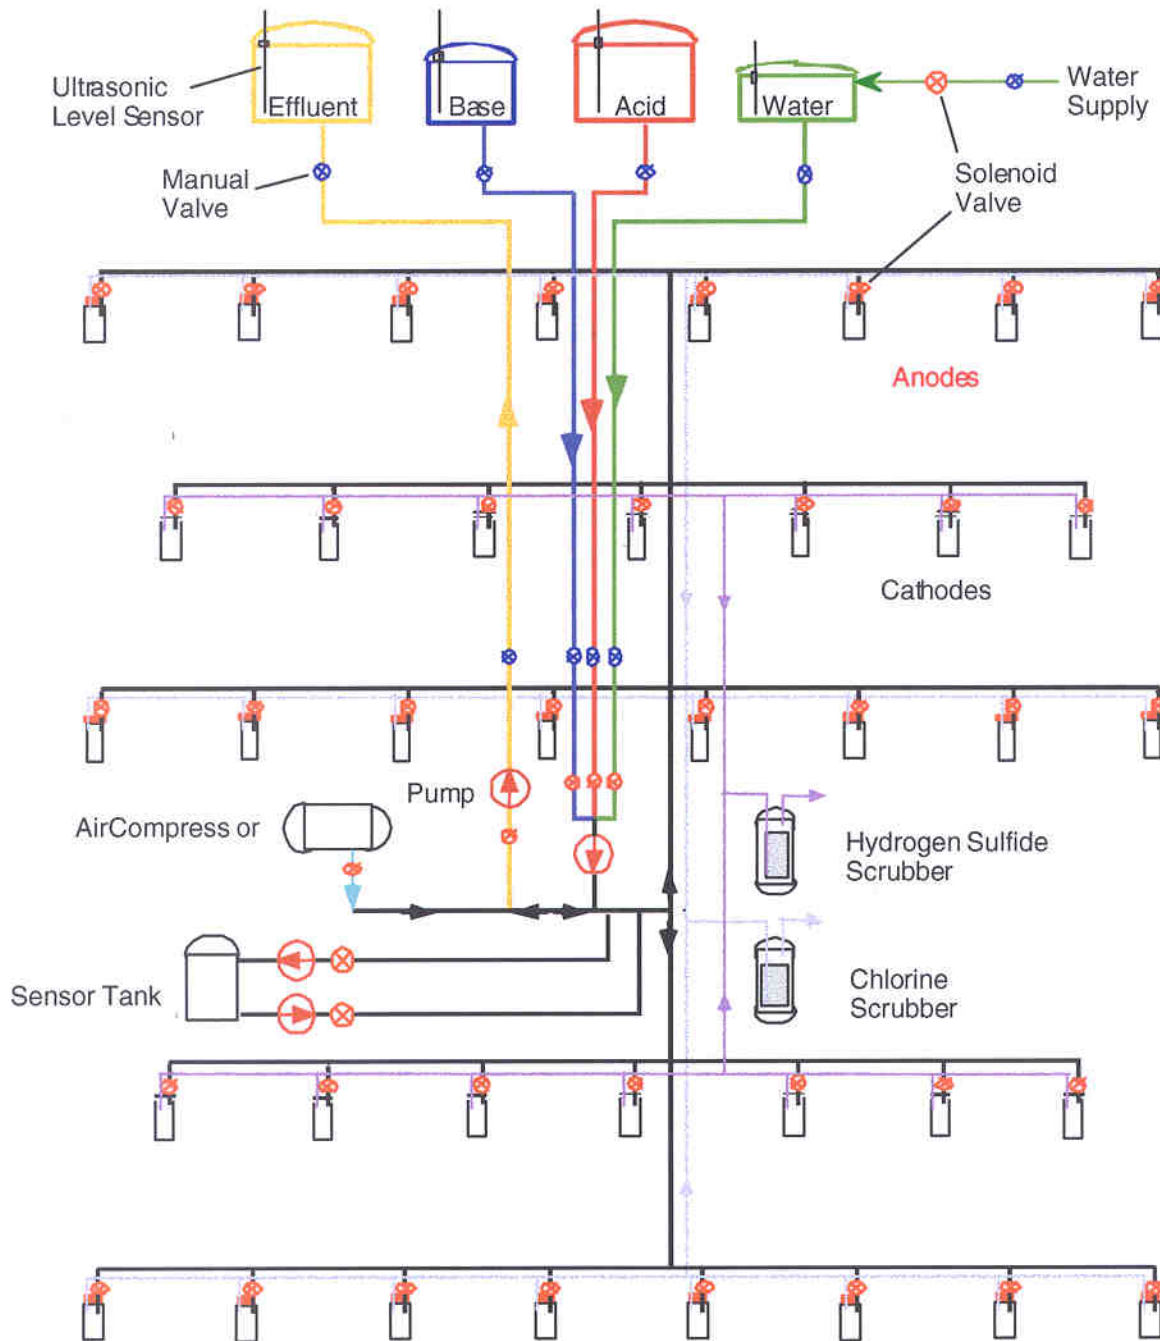 Ultrasonic
Level Sensor
Effluent
Base
Acid
Water
Water
Supply
Manual
Valve
Solenoid
Valve
Anodes
Cathodes
Pump
AirCompress or
Hydrogen Sulfide
Scrubber
Sensor Tank
Chlorine
Scrubber